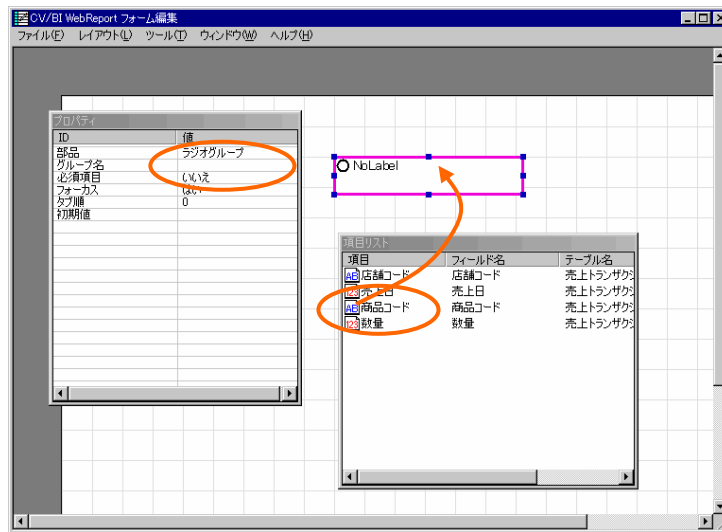 CV/BI WebReport フォーム編集
ファイル(F) レイアウト(L) ツール(T) ウィンドウ(W) ヘルプ(H)
プロパティ
ID 値
部品 ラジオグループ
グループ名
必須項目 いいえ
フォーカス はい
タブ順 0
初期値
NoLabel
項目リスト
項目 フィールド名 テーブル名
AB 店舗コード 店舗コード 売上トランザクシ
123 売上日 売上日 売上トランザクシ
AB 商品コード 商品コード 売上トランザクシ
123 数量 数量 売上トランザクシ